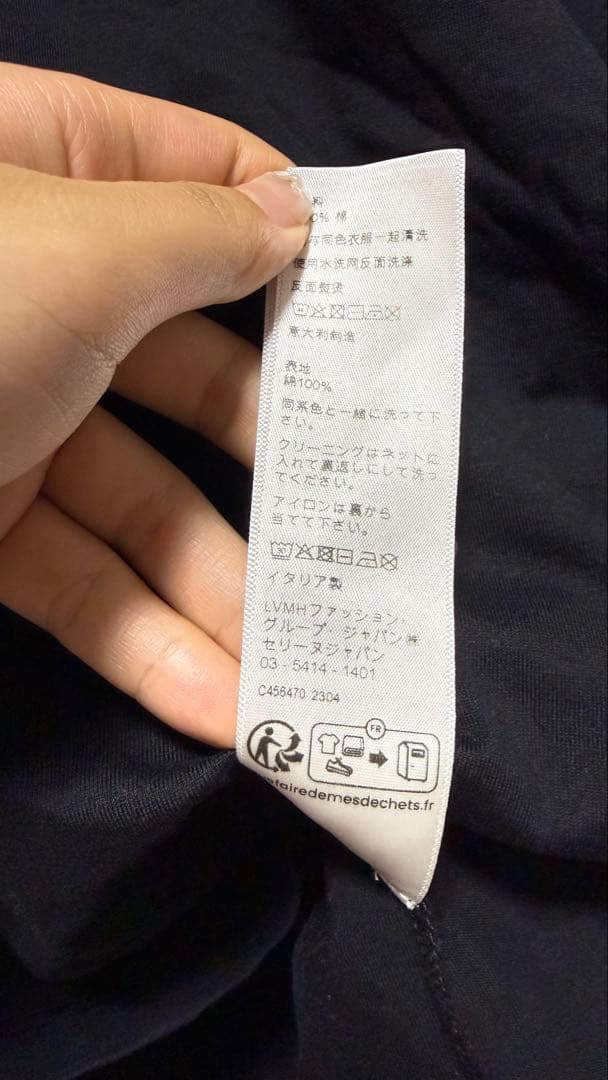 料
0% 棉
与同色衣服一起清洗
使用水洗网反面洗涤
反面熨烫
意大利制造
表地
綿100%
同系色と一緒に洗って下
さい。
クリーニングはネットに
入れて裏返しにして洗っ
てください。
アイロンは裏から
当てて下さい。
30
イタリア製
LVMHファッション・
グループ・ジャパン㈱
セリーヌジャパン
03 - 5414 - 1401
C456470 2304
FR
efairedemesdechets.fr